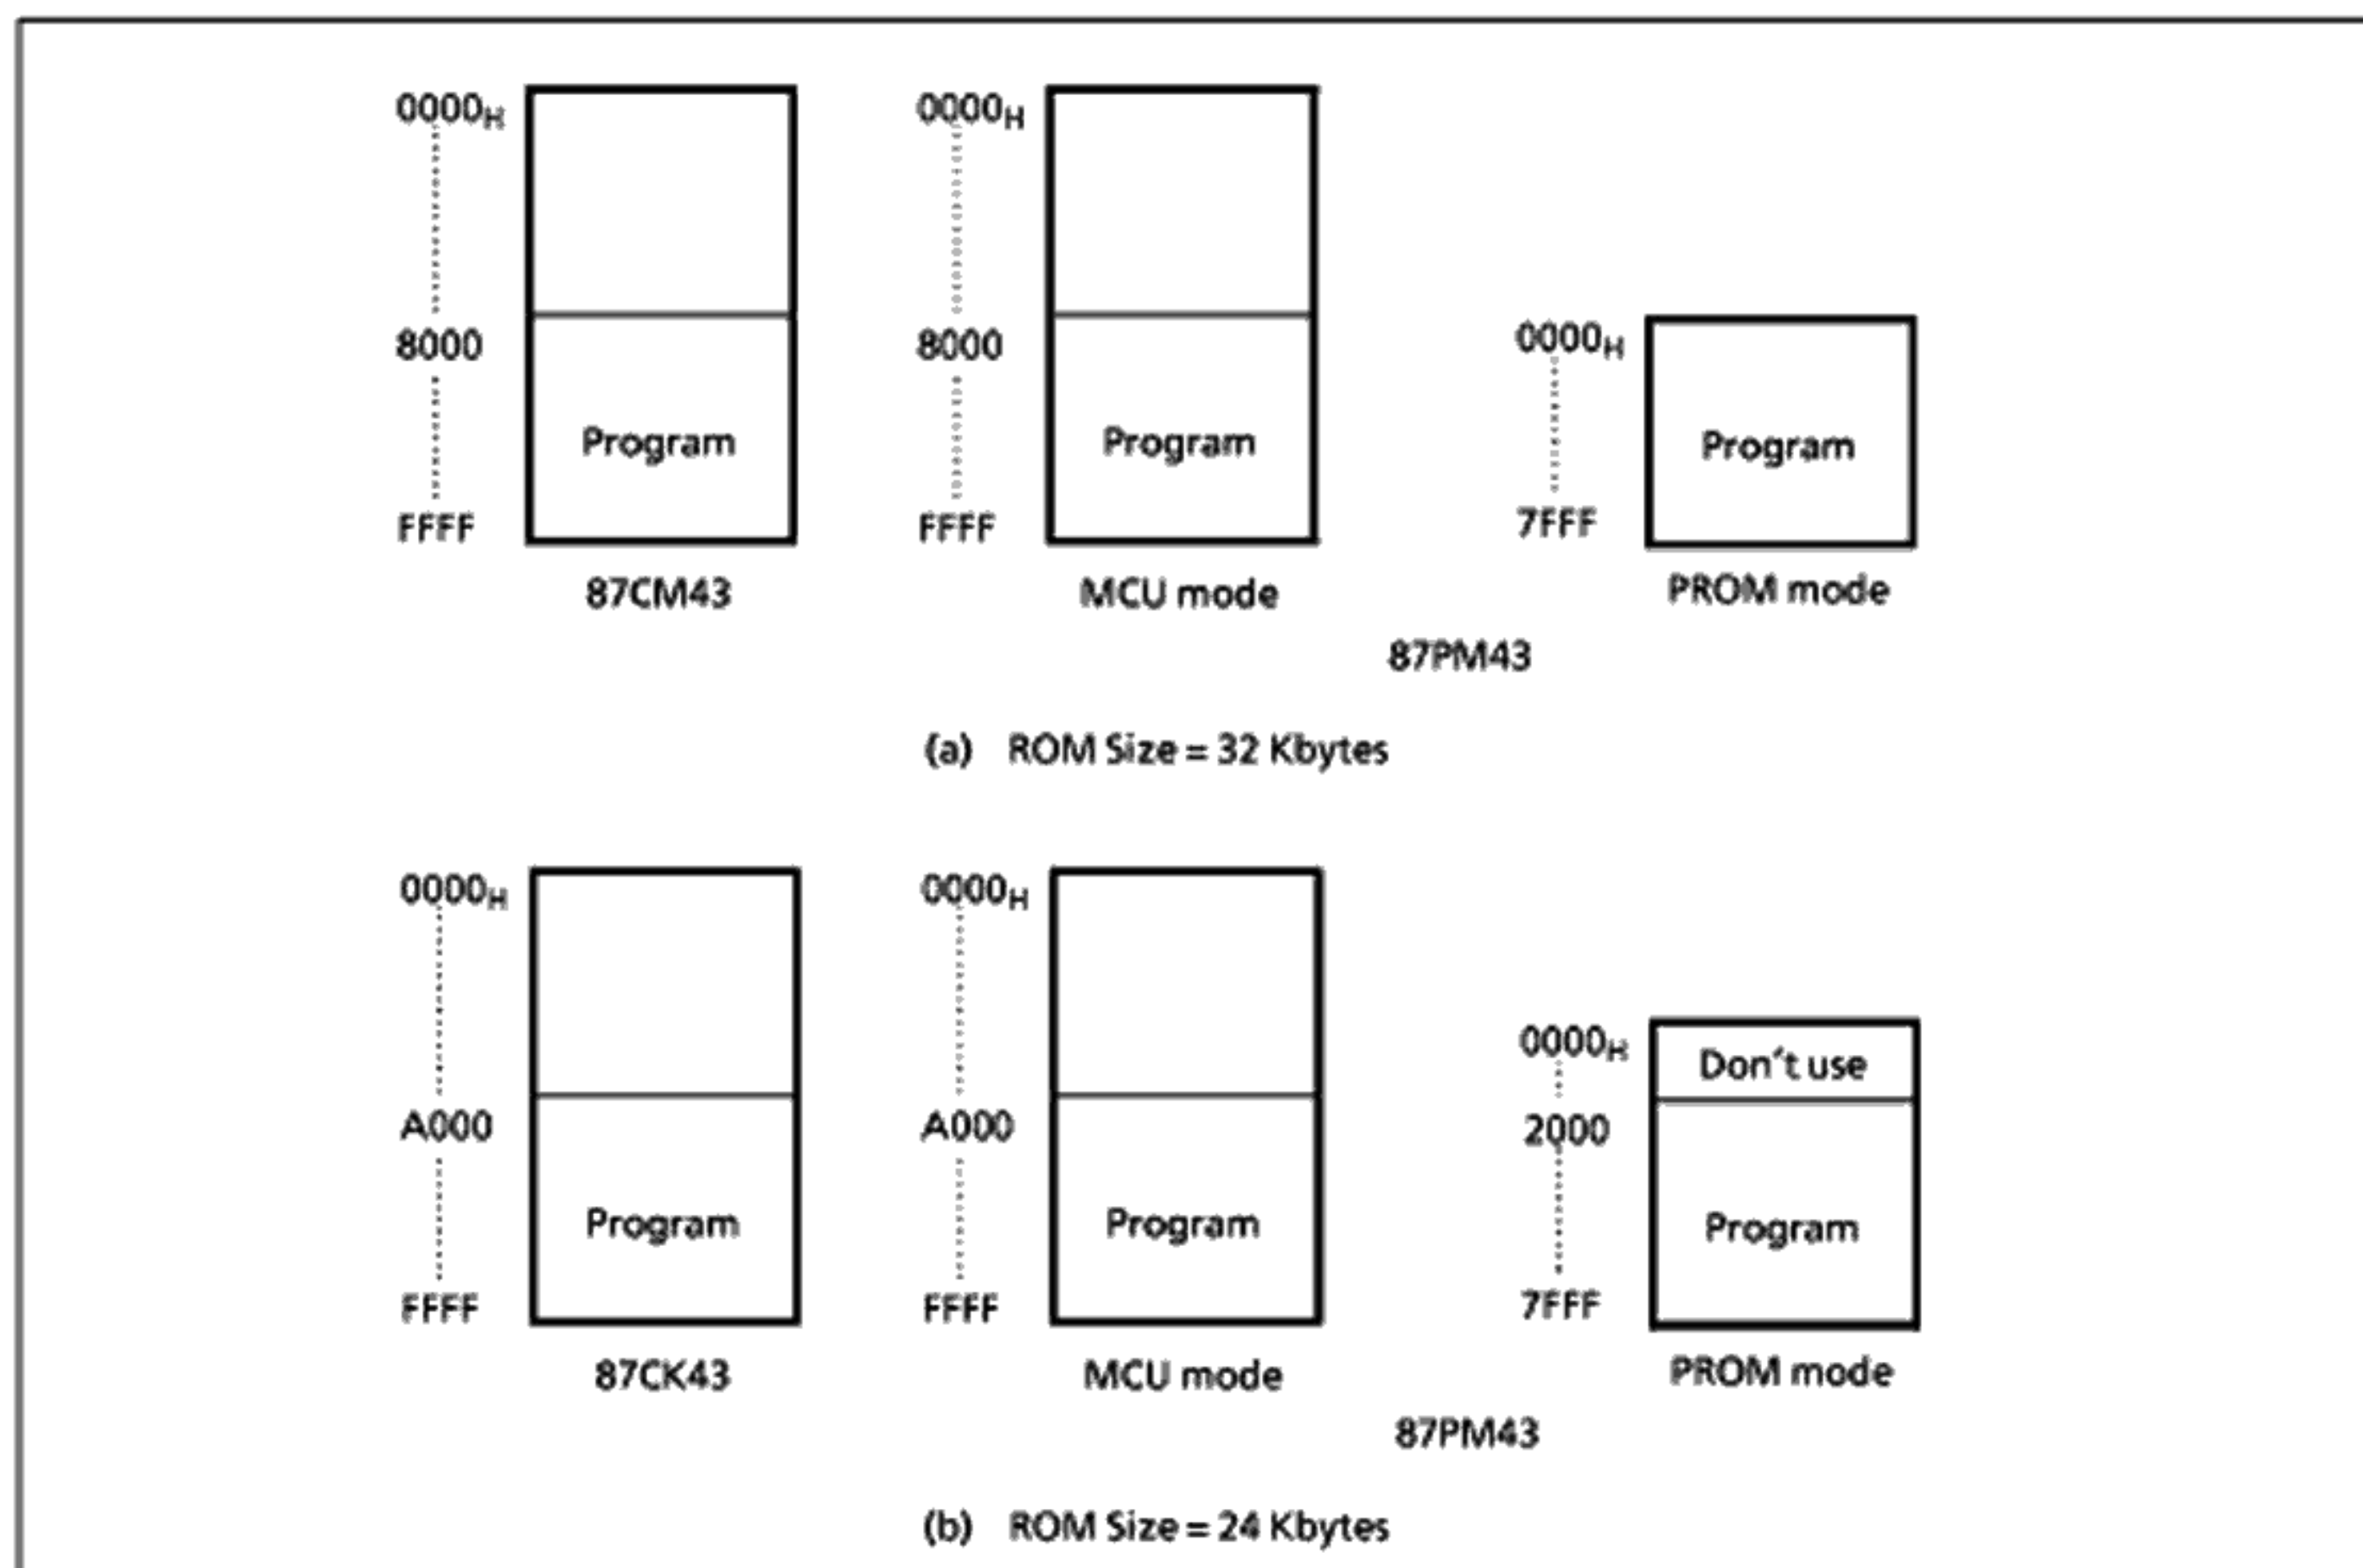 0000H 0000H
8000 8000 0000H
Program Program Program
FFFF FFFF 7FFF
87CM43 MCU mode PROM mode
87PM43
(a) ROM Size = 32 Kbytes
0000H 0000H
0000H Don't use
A000 A000 2000
Program Program Program
FFFF FFFF 7FFF
87CK43 MCU mode PROM mode
87PM43
(b) ROM Size = 24 Kbytes